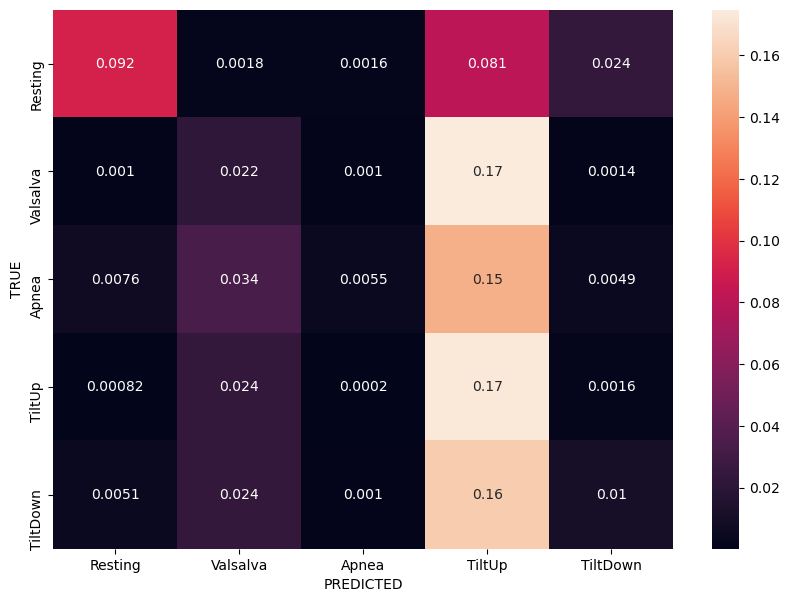 Resting 0.092 0.0018 0.0016 0.081 0.024
Valsalva 0.001 0.022 0.001 0.17 0.0014
Apnea 0.0076 0.034 0.0055 0.15 0.0049
TiltUp 0.00082 0.024 0.0002 0.17 0.0016
TiltDown 0.0051 0.024 0.001 0.16 0.01
TRUE
Resting Valsalva Apnea TiltUp TiltDown
PREDICTED
0.16
0.14
0.12
0.10
0.08
0.06
0.04
0.02